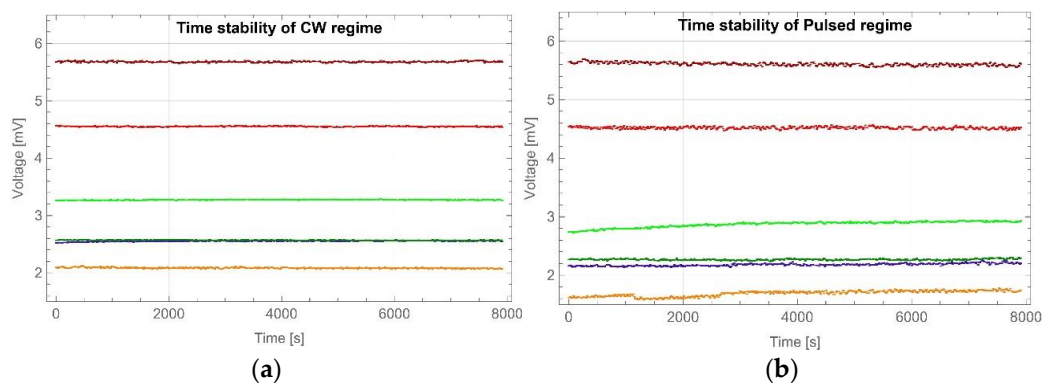 Time stability of CW regime
6
5
4
3
2
Voltage [mV]
0 2000 4000 6000 8000
Time [s]
(a)
Time stability of Pulsed regime
6
5
4
3
2
Voltage [mV]
0 2000 4000 6000 8000
Time [s]
(b)